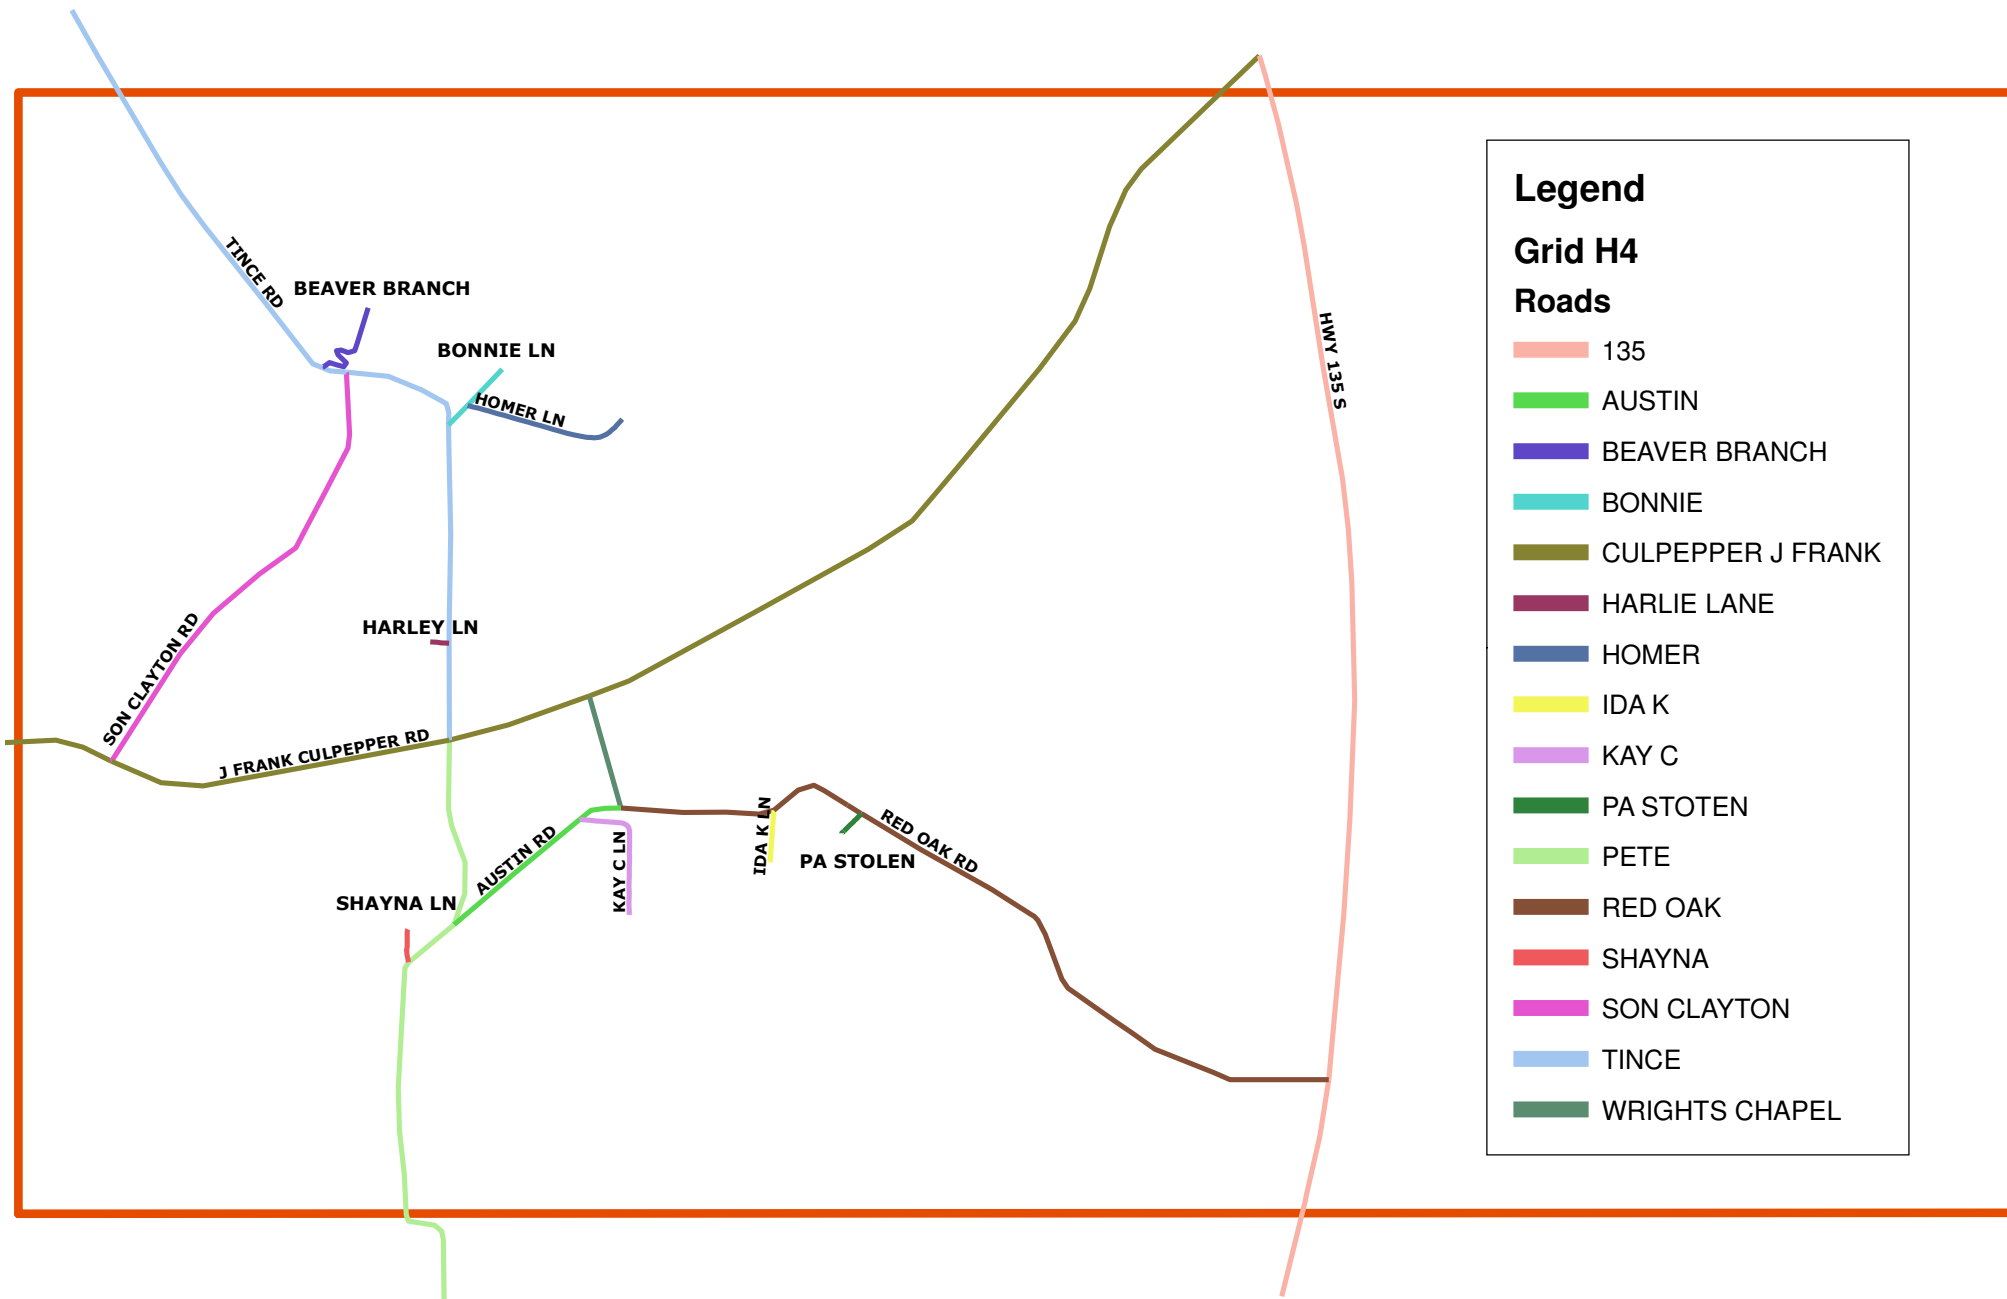 TINCE RD
BEAVER BRANCH
BONNIE LN
HOMER LN
HWY 135 S
HARLEY LN
SON CLAYTON RD
J FRANK CULPEPPER RD
AUSTIN RD
KAY C LN
IDA K LN
PA STOLEN
RED OAK RD
SHAYNA LN
Legend
Grid H4
Roads
135
AUSTIN
BEAVER BRANCH
BONNIE
CULPEPPER J FRANK
HARLIE LANE
HOMER
IDA K
KAY C
PA STOTEN
PETE
RED OAK
SHAYNA
SON CLAYTON
TINCE
WRIGHTS CHAPEL